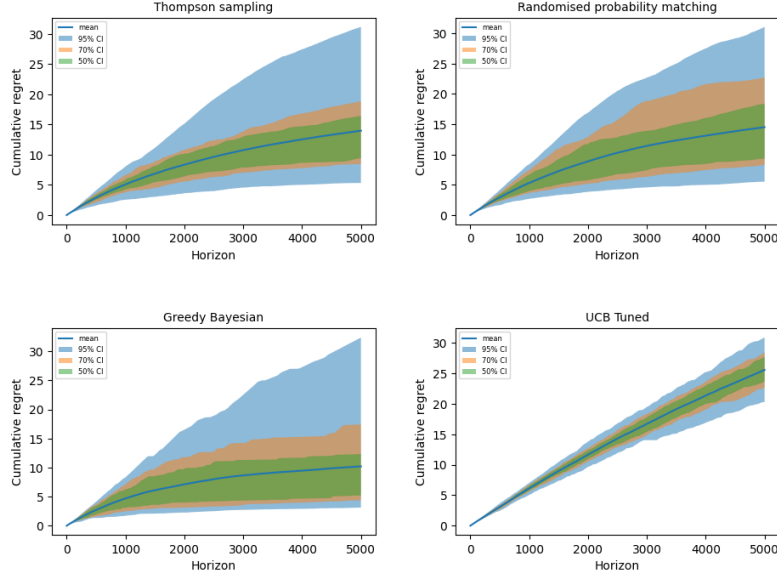 Thompson sampling
mean
95% CI
70% CI
50% CI
30
25
20
15
10
5
0
Cumulative regret
0 1000 2000 3000 4000 5000
Horizon
Randomised probability matching
mean
95% CI
70% CI
50% CI
30
25
20
15
10
5
0
Cumulative regret
0 1000 2000 3000 4000 5000
Horizon
Greedy Bayesian
mean
95% CI
70% CI
50% CI
30
25
20
15
10
5
0
Cumulative regret
0 1000 2000 3000 4000 5000
Horizon
UCB Tuned
mean
95% CI
70% CI
50% CI
30
25
20
15
10
5
0
Cumulative regret
0 1000 2000 3000 4000 5000
Horizon